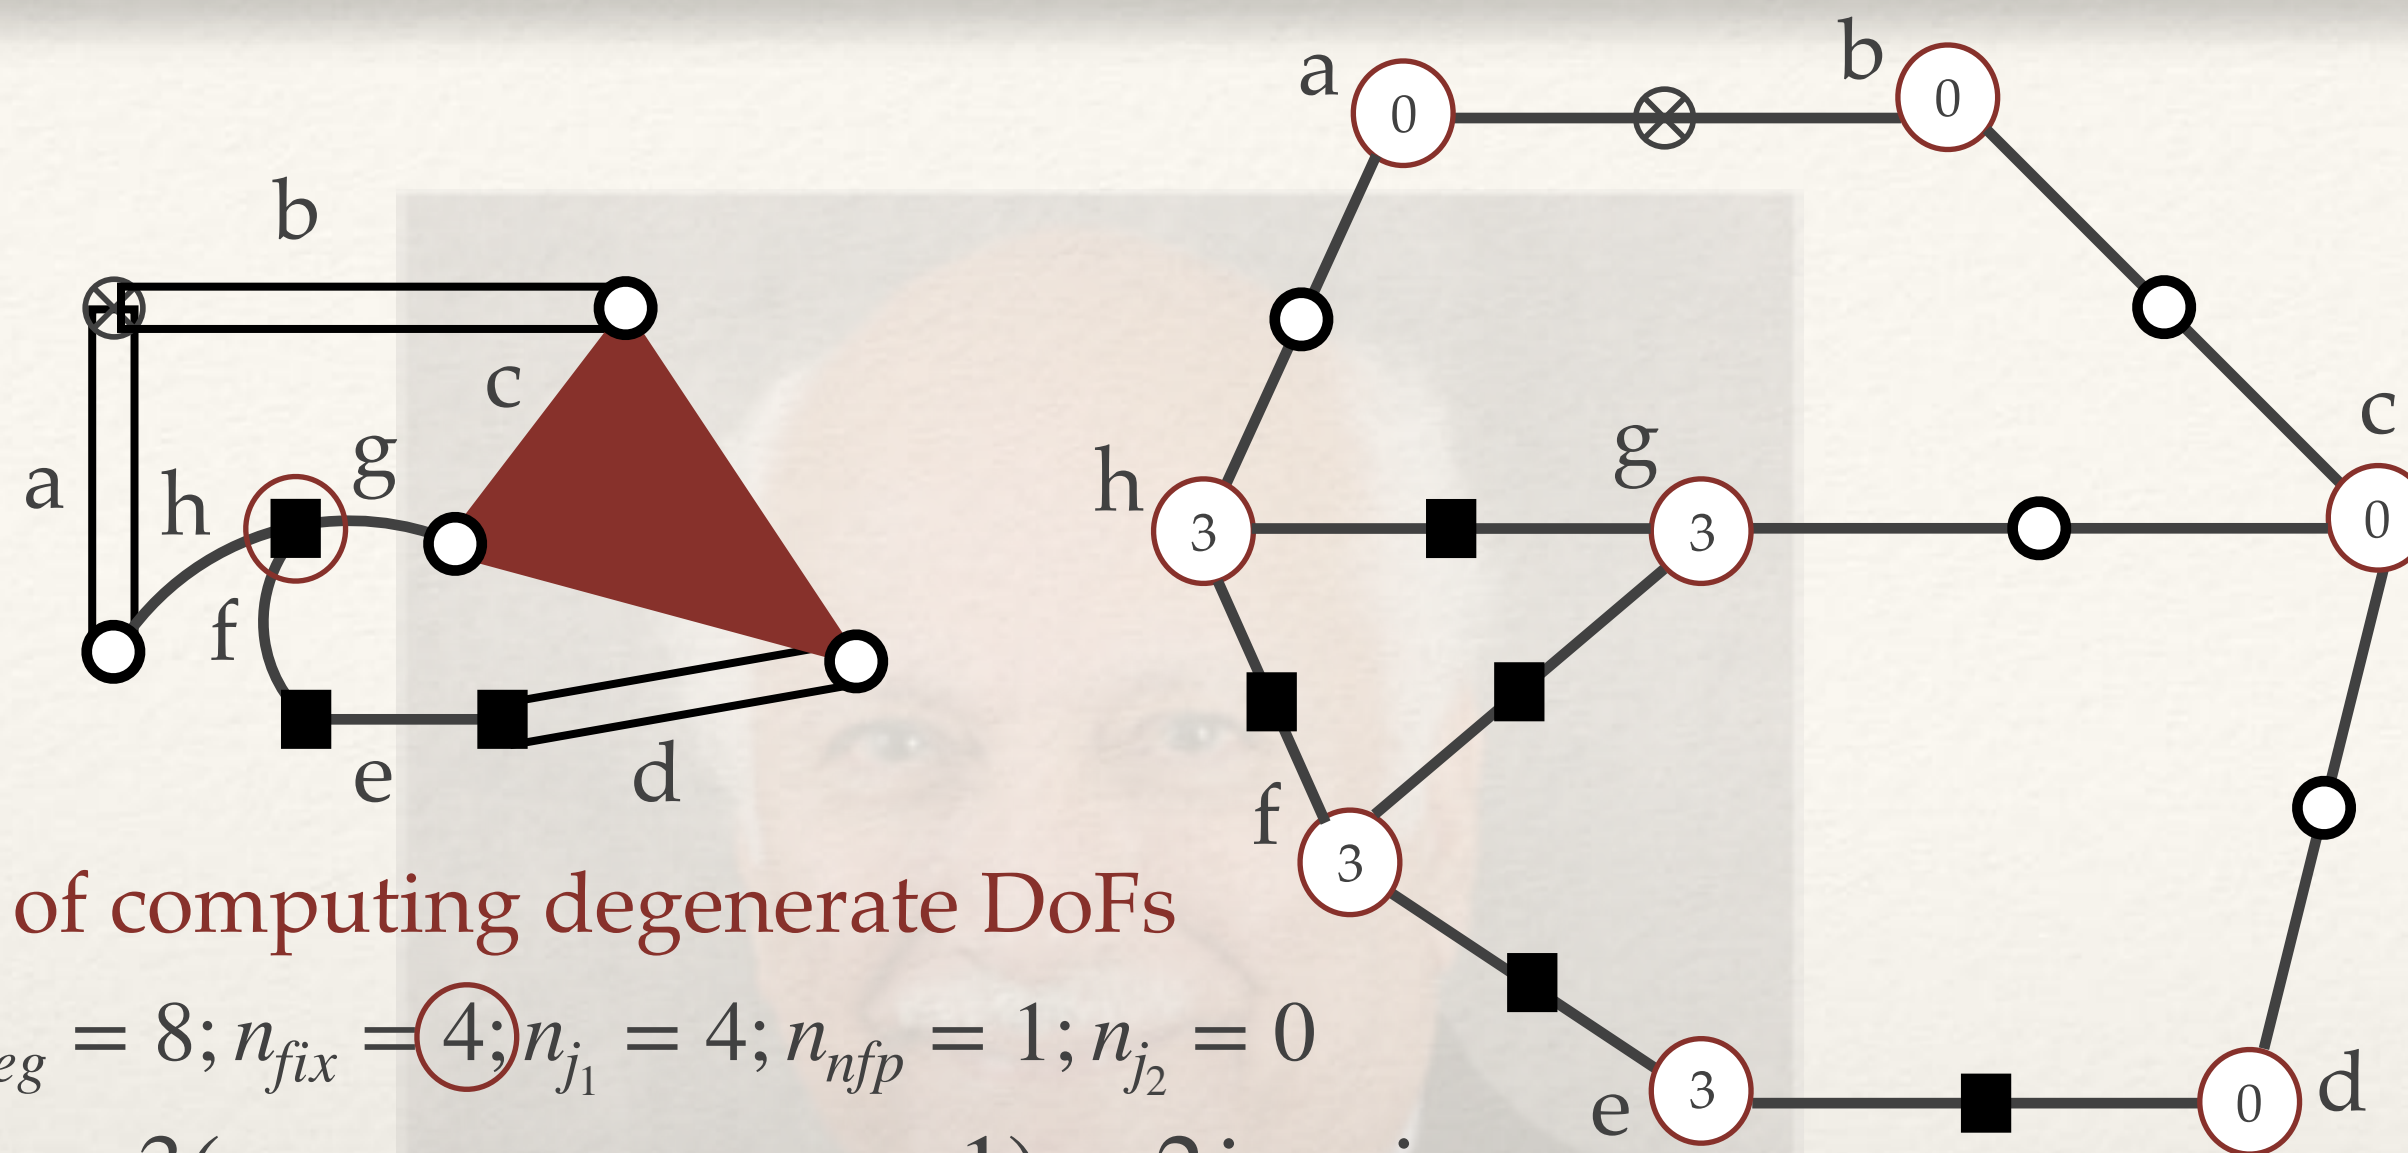 a
b
0
0
b
c
c
a
h
g
h
g
3
3
0
f
f
3
e
d
e
3
0
d
of computing degenerate DoFs
eg = 8; n_fix = 4; n_j1 = 4; n_nfp = 1; n_j2 = 0